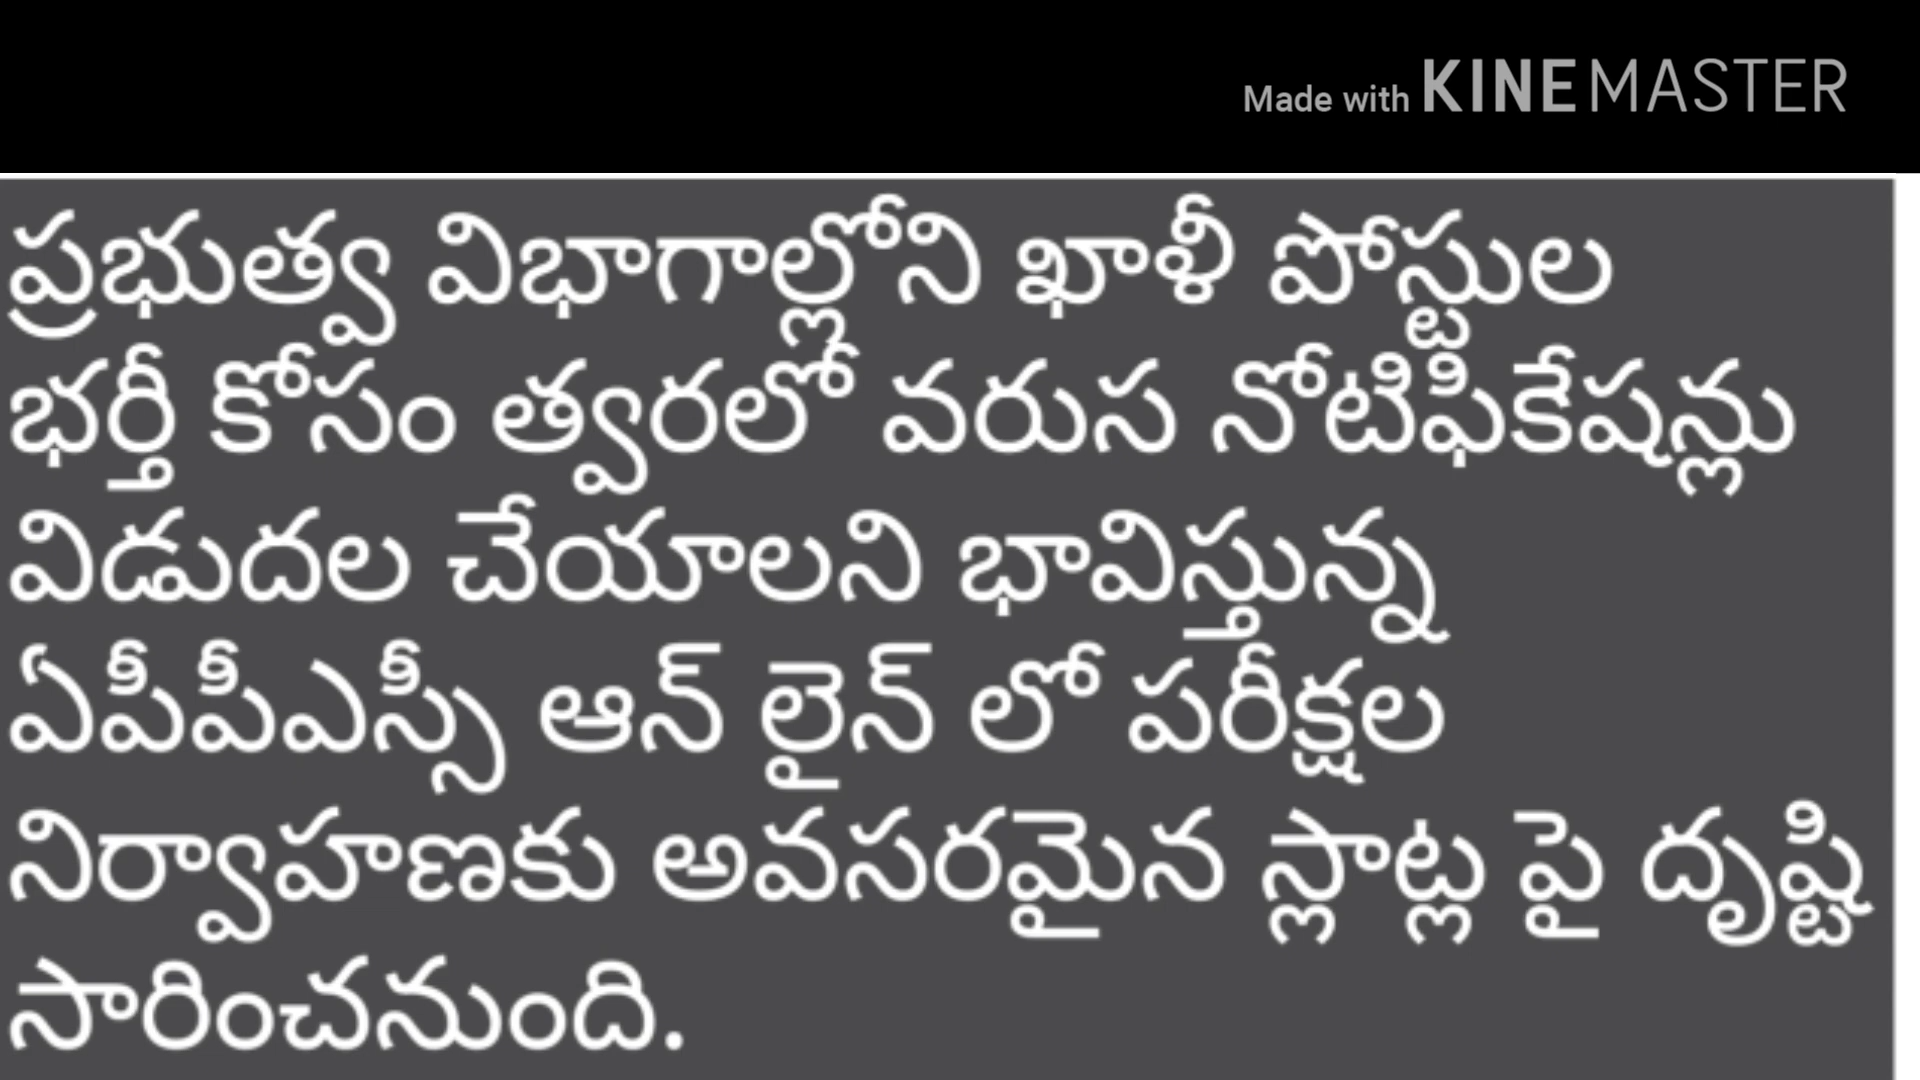 Made with KINEMASTER
ప్రభుత్వ విభాగాల్లోని ఖాళీ పోస్టుల
భర్తీ కోసం త్వరలో వరుస నోటిఫికేషన్లు
విడుదల చేయాలని భావిస్తున్న
ఏపీపీఎస్సీ ఆన్ లైన్ లో పరీక్షల
నిర్వాహణకు అవసరమైన స్లాట్ల పై దృష్టి
సారించనుంది.